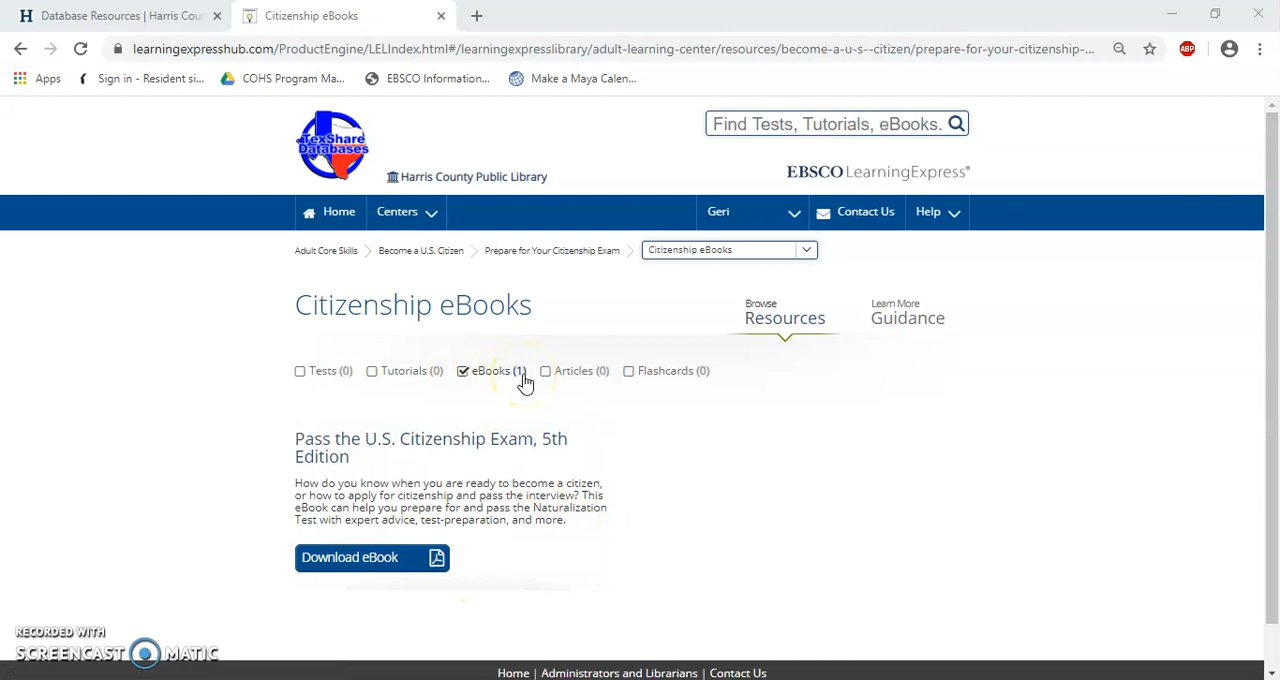 Database Resources | Harris Cou
Citizenship eBooks
learningexpresshub.com/ProductEngine/LELIndex.html#/learningexpresslibrary/adult-learning-center/resources/become-a-u-s--citizen/prepare-for-your-citizenship-...
ABP
Apps
Sign in - Resident si...
COHS Program Ma...
EBSCO Information...
Make a Maya Calen...
TexShare
Databases
Harris County Public Library
Find Tests, Tutorials, eBooks.
EBSCO LearningExpress®
Home
Centers
Geri
Contact Us
Help
Adult Core Skills
Become a U.S. Citizen
Prepare for Your Citizenship Exam
Citizenship eBooks
Citizenship eBooks
Browse
Resources
Learn More
Guidance
Tests (0)
Tutorials (0)
eBooks (1)
Articles (0)
Flashcards (0)
Pass the U.S. Citizenship Exam, 5th
Edition
How do you know when you are ready to become a citizen,
or how to apply for citizenship and pass the interview? This
eBook can help you prepare for and pass the Naturalization
Test with expert advice, test-preparation, and more.
Download eBook
RECORDED WITH
SCREENCAST MATIC
Home | Administrators and Librarians | Contact Us